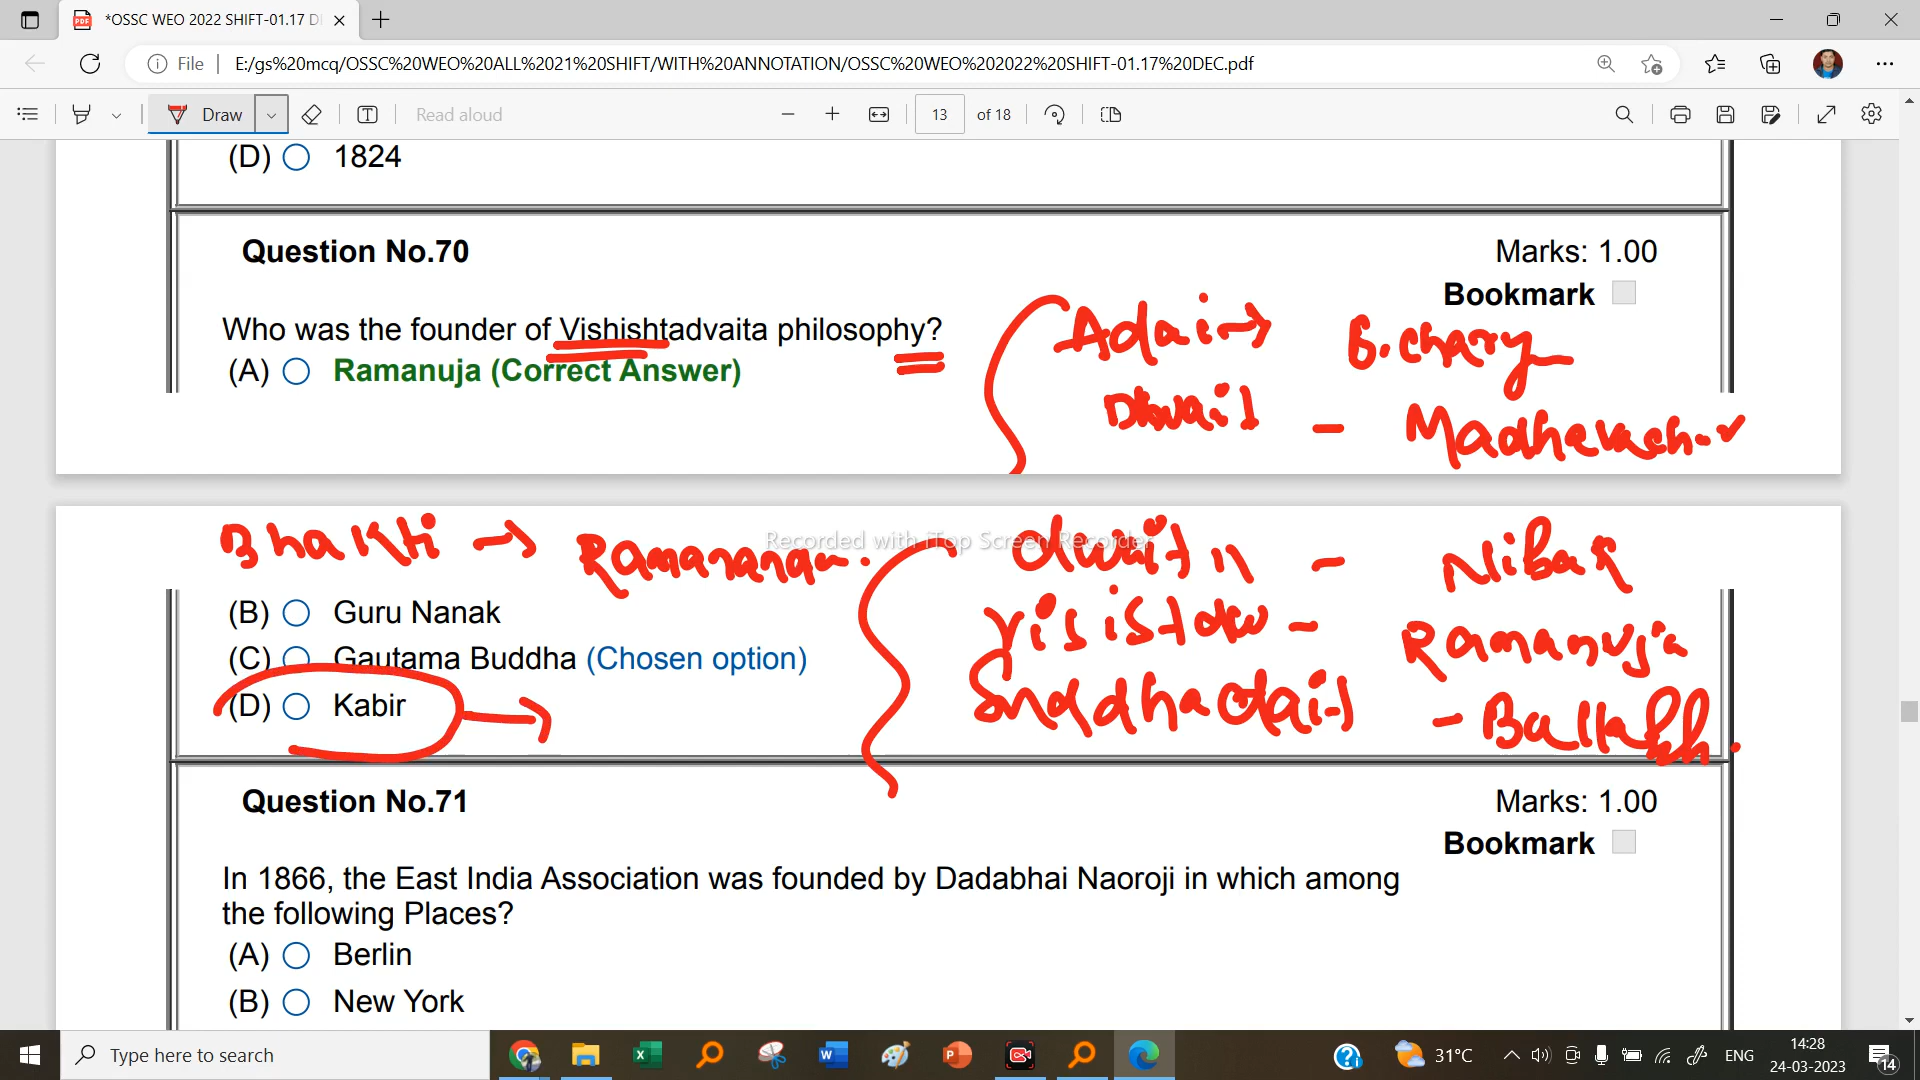 *OSSC WEO 2022 SHIFT-01.17 D
File
E:/gs%20mcq/OSSC%20WEO%20ALL%2021%20SHIFT/WITH%20ANNOTATION/OSSC%20WEO%202022%20SHIFT-01.17%20DEC.pdf
Draw
Read aloud
13 of 18
(D) 1824
Question No.70 Marks: 1.00
Bookmark
Who was the founder of Vishishtadvaita philosophy?
(A) Ramanuja (Correct Answer)
Dwait -
Bhakti → 
Recorded with iTop Screen Recorder
- Ramanuja
(B) Guru Nanak
(C) Gautama Buddha (Chosen option)
(D) Kabir
Question No.71 Marks: 1.00
Bookmark
In 1866, the East India Association was founded by Dadabhai Naoroji in which among
the following Places?
(A) Berlin
(B) New York
Type here to search
31°C
ENG
14:28
24-03-2023
14